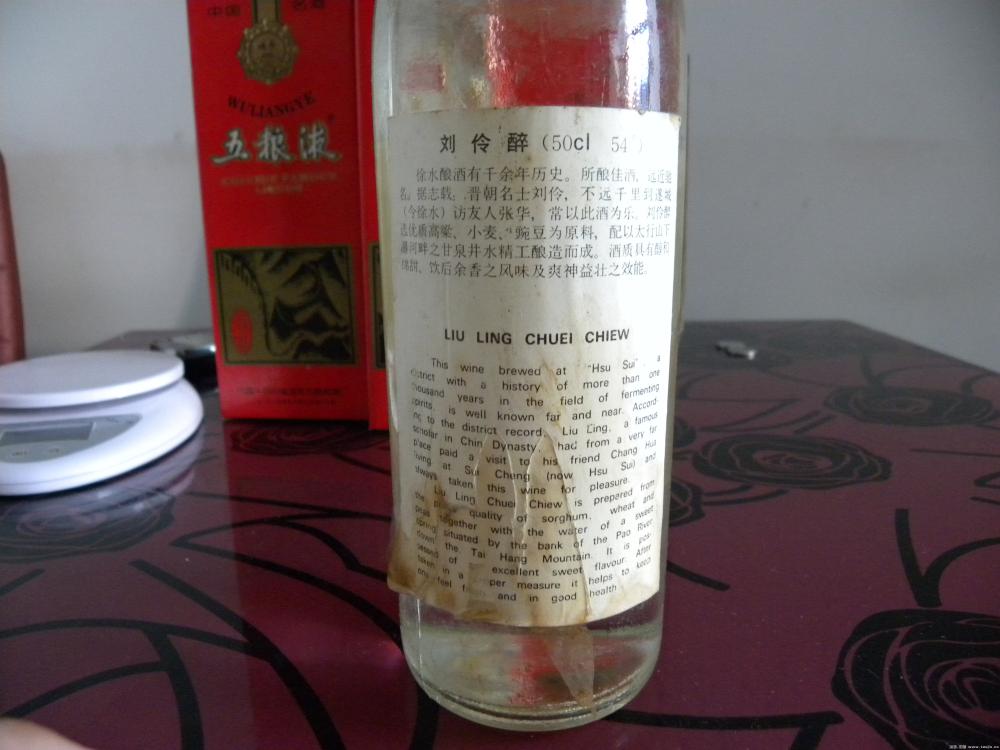 中国 名酒
WULIANGYE
五粮液
刘伶醉(50cl 54°)
徐水酿酒有千余年历史。所酿佳酒,远近驰
名。据志载:晋朝名士刘伶,不远千里到遂城
(今徐水)访友人张华,常以此酒为乐。刘伶醉
选优质高粱、小麦、豌豆为原料,配以太行山下
瀑河畔之甘泉井水精工酿造而成。酒质具有醇和
绵甜、饮后余香之风味及爽神益壮之效能。
LIU LING CHUEI CHIEW
This wine brewed at "Hsu Sui", a
district with a history of more than one
thousand years in the field of fermenting
spirits, is well known far and near. Accord-
ing to the district record, Liu Ling, a famous
scholar in Chin Dynasty, had from a very far
place paid a visit to his friend Chang Hua
living at Sui Cheng (now Hsu Sui) and
always taken this wine for pleasure.
Liu Ling Chuei Chiew is prepared from
the quality of sorghum, wheat and
peas together with the water of a sweet
spring situated by the bank of the Pao River
down the Tai Hang Mountain. It is pos-
sessed of excellent sweet flavour. After
taken in a per measure it helps to keep
one feel and in good health